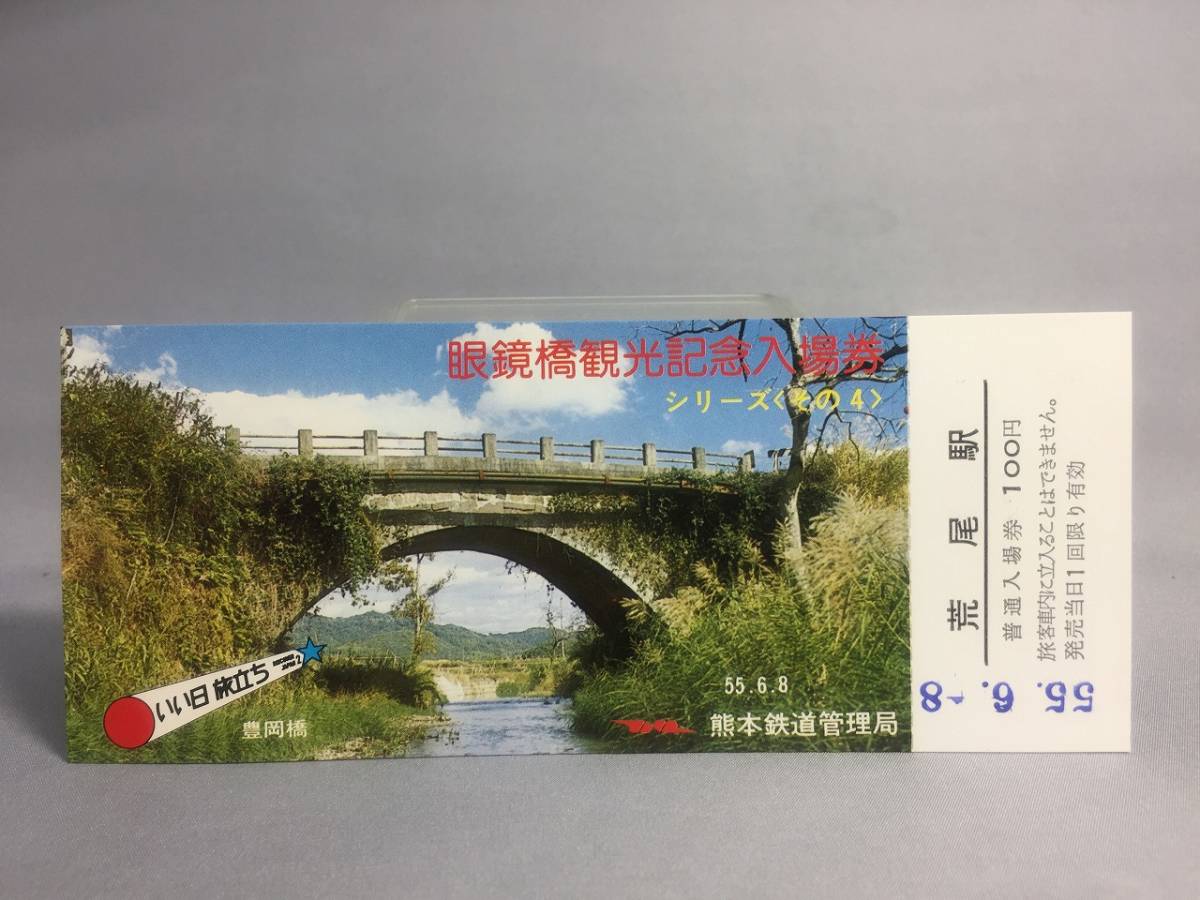 眼鏡橋観光記念入場券
シリーズ<その4>
いい日旅立ち
DISCOVER
JAPAN 2
豊岡橋
55.6.8
熊本鉄道管理局
荒尾駅
普通入場券 100円
旅客車内に立入ることはできません。
発売当日1回限り有効
55. 6. -8